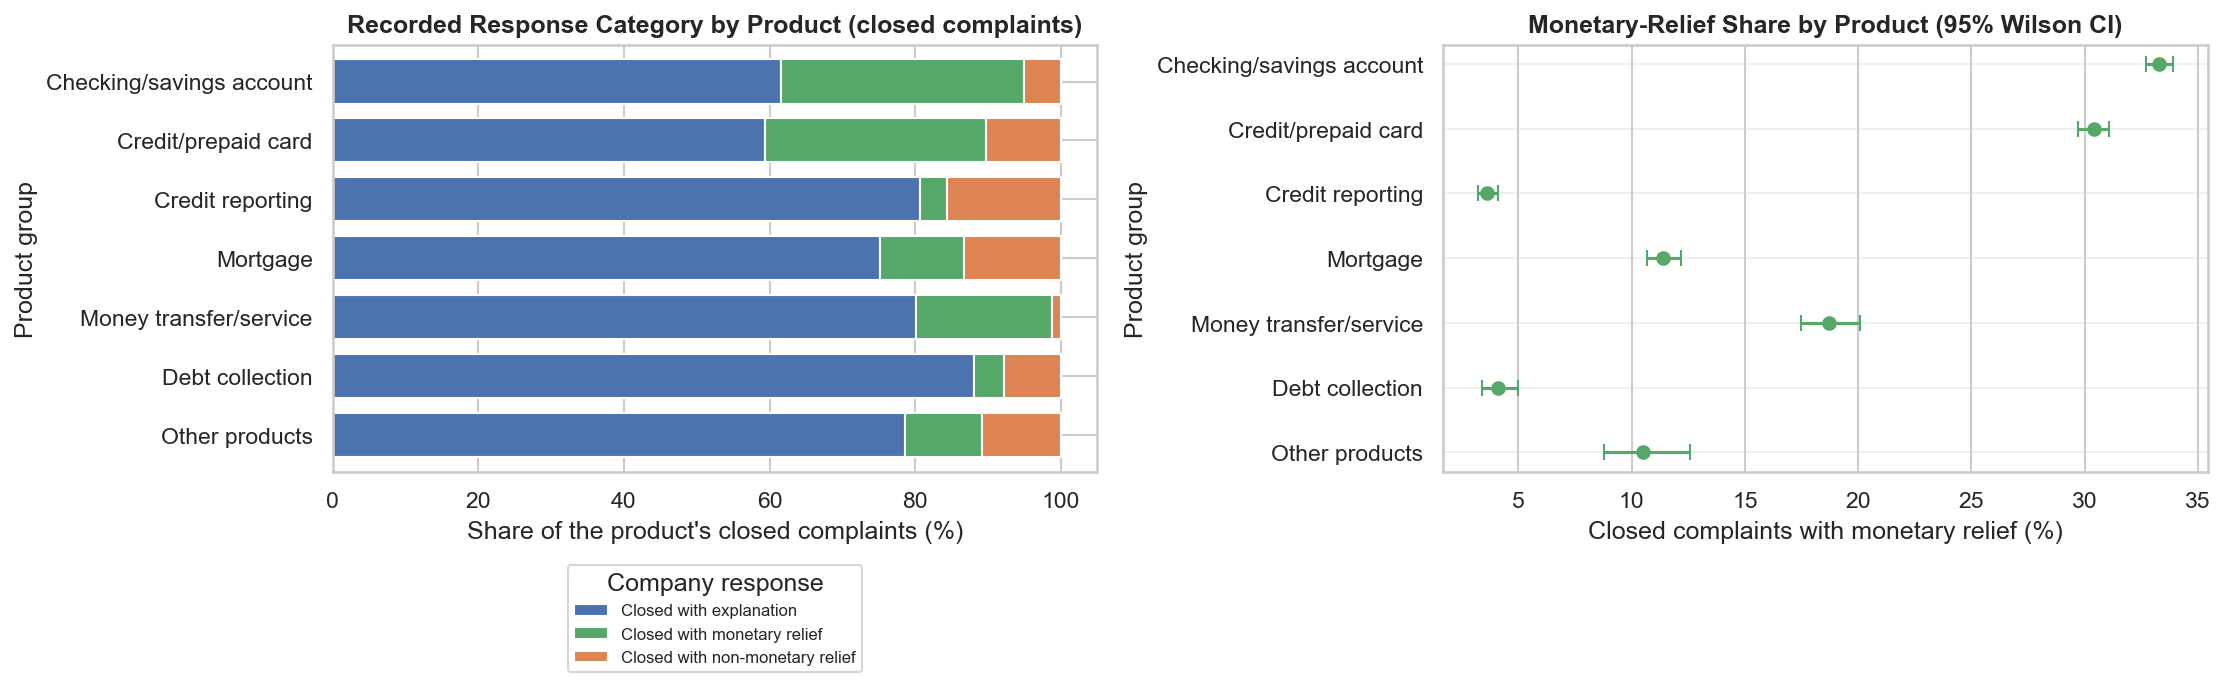 Recorded Response Category by Product (closed complaints)
Product group
Checking/savings account
Credit/prepaid card
Credit reporting
Mortgage
Money transfer/service
Debt collection
Other products
0 20 40 60 80 100
Share of the product's closed complaints (%)
Company response
Closed with explanation
Closed with monetary relief
Closed with non-monetary relief
Monetary-Relief Share by Product (95% Wilson CI)
Product group
Checking/savings account
Credit/prepaid card
Credit reporting
Mortgage
Money transfer/service
Debt collection
Other products
5 10 15 20 25 30 35
Closed complaints with monetary relief (%)